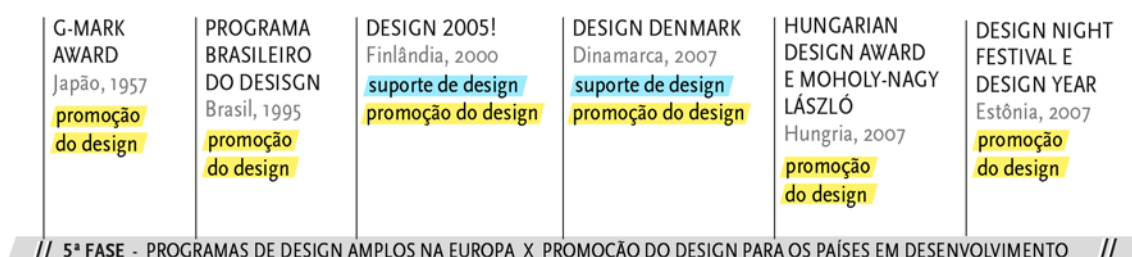 G-MARK
AWARD
Japão, 1957
promoção
do design
PROGRAMA
BRASILEIRO
DO DESISGN
Brasil, 1995
promoção
do design
DESIGN 2005!
Finlândia, 2000
suporte de design
promoção do design
DESIGN DENMARK
Dinamarca, 2007
suporte de design
promoção do design
HUNGARIAN
DESIGN AWARD
E MOHOLY-NAGY
LÁSZLÓ
Hungria, 2007
promoção
do design
DESIGN NIGHT
FESTIVAL E
DESIGN YEAR
Estônia, 2007
promoção
do design
// 5ª FASE - PROGRAMAS DE DESIGN AMPLOS NA EUROPA X PROMOÇÃO DO DESIGN PARA OS PAÍSES EM DESENVOLVIMENTO //